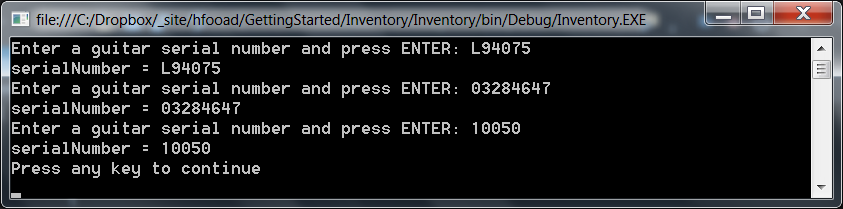 file:///C:/Dropbox/_site/hfooad/GettingStarted/Inventory/Inventory/bin/Debug/Inventory.EXE
Enter a guitar serial number and press ENTER: L94075
serialNumber = L94075
Enter a guitar serial number and press ENTER: 03284647
serialNumber = 03284647
Enter a guitar serial number and press ENTER: 10050
serialNumber = 10050
Press any key to continue